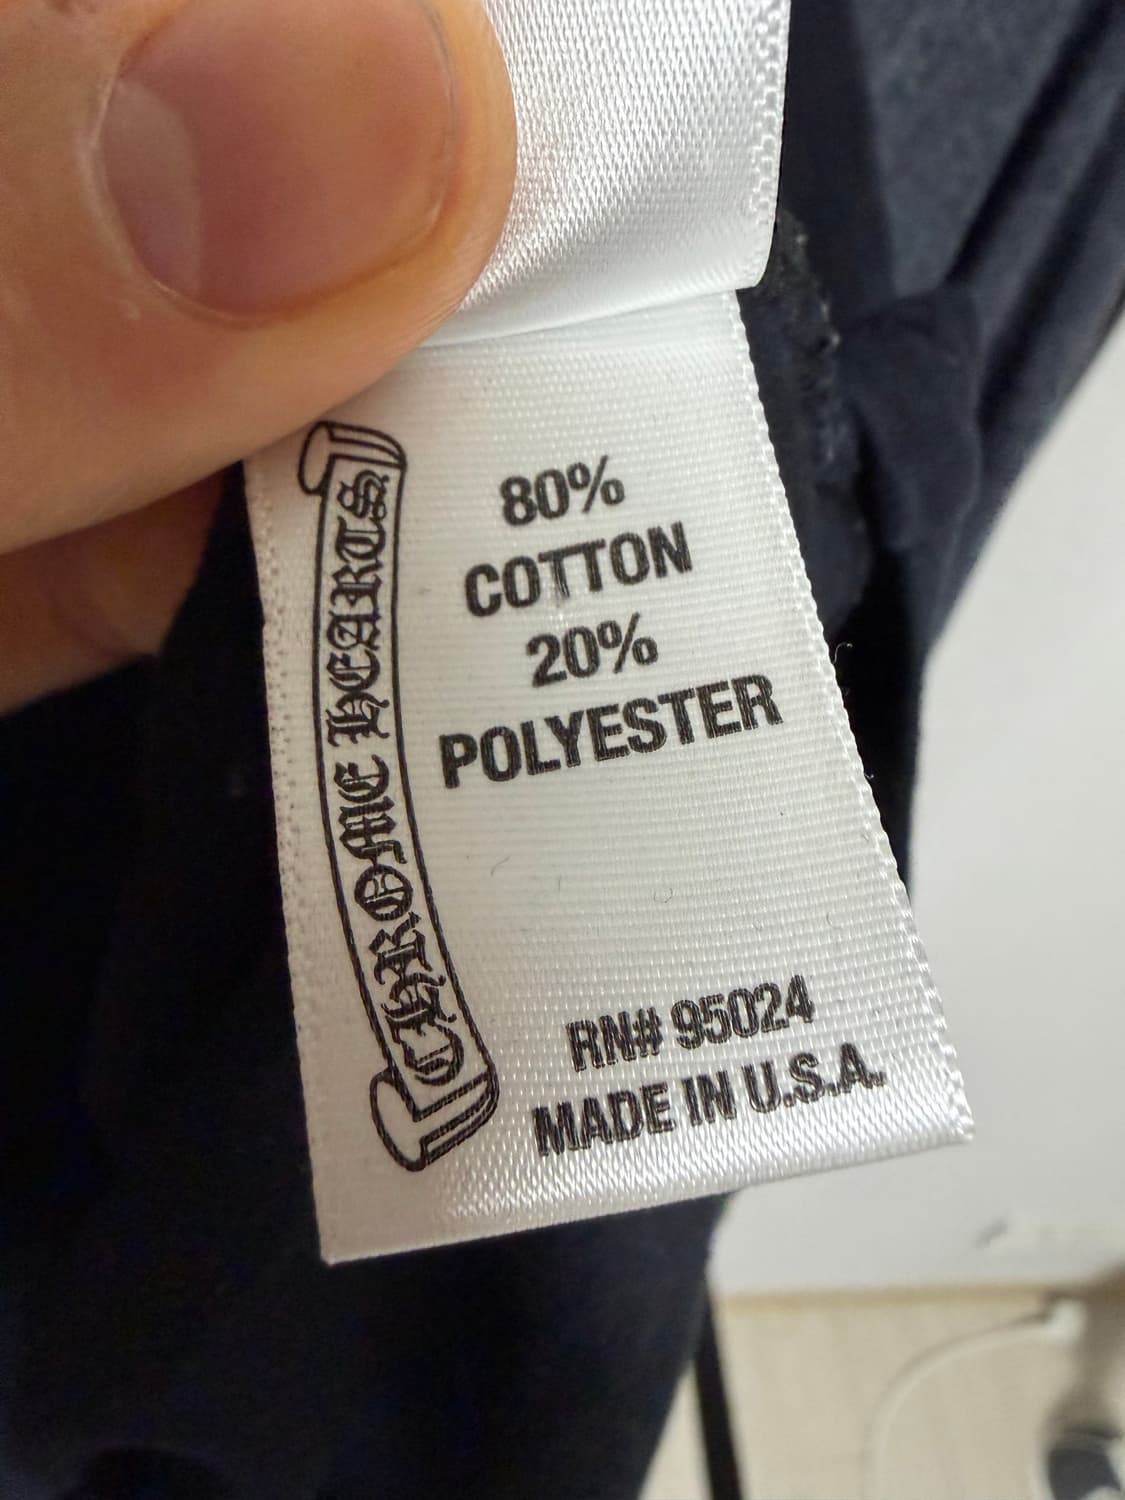 CHROME HEARTS
80%
COTTON
20%
POLYESTER
RN# 95024
MADE IN U.S.A.